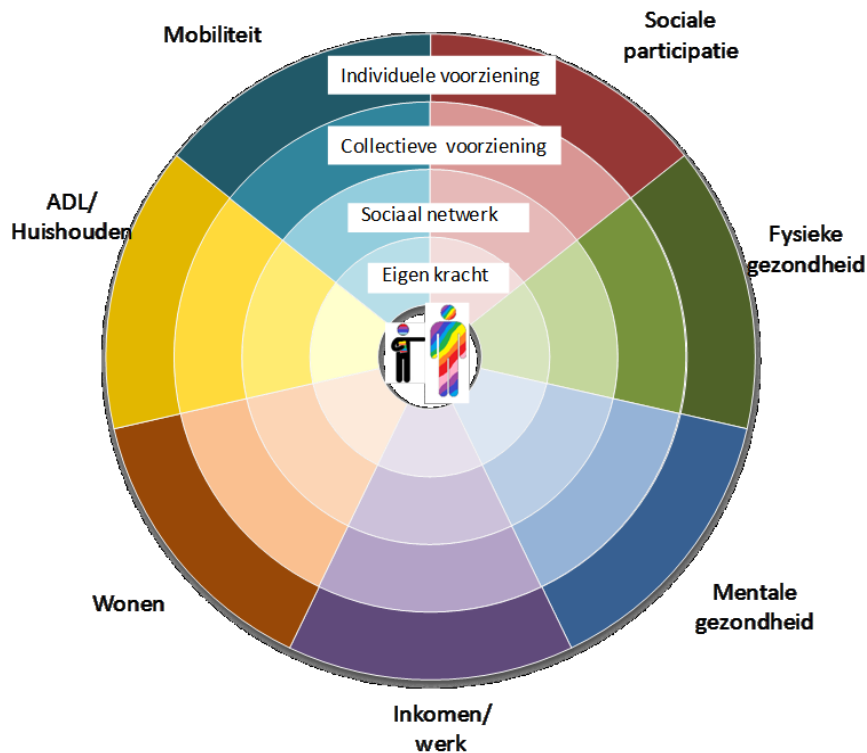 Mobiliteit
Sociale
participatie
Individuele voorziening
Collectieve voorziening
Sociaal netwerk
Eigen kracht
ADL/
Huishouden
Fysieke
gezondheid
Wonen
Mentale
gezondheid
Inkomen/
werk